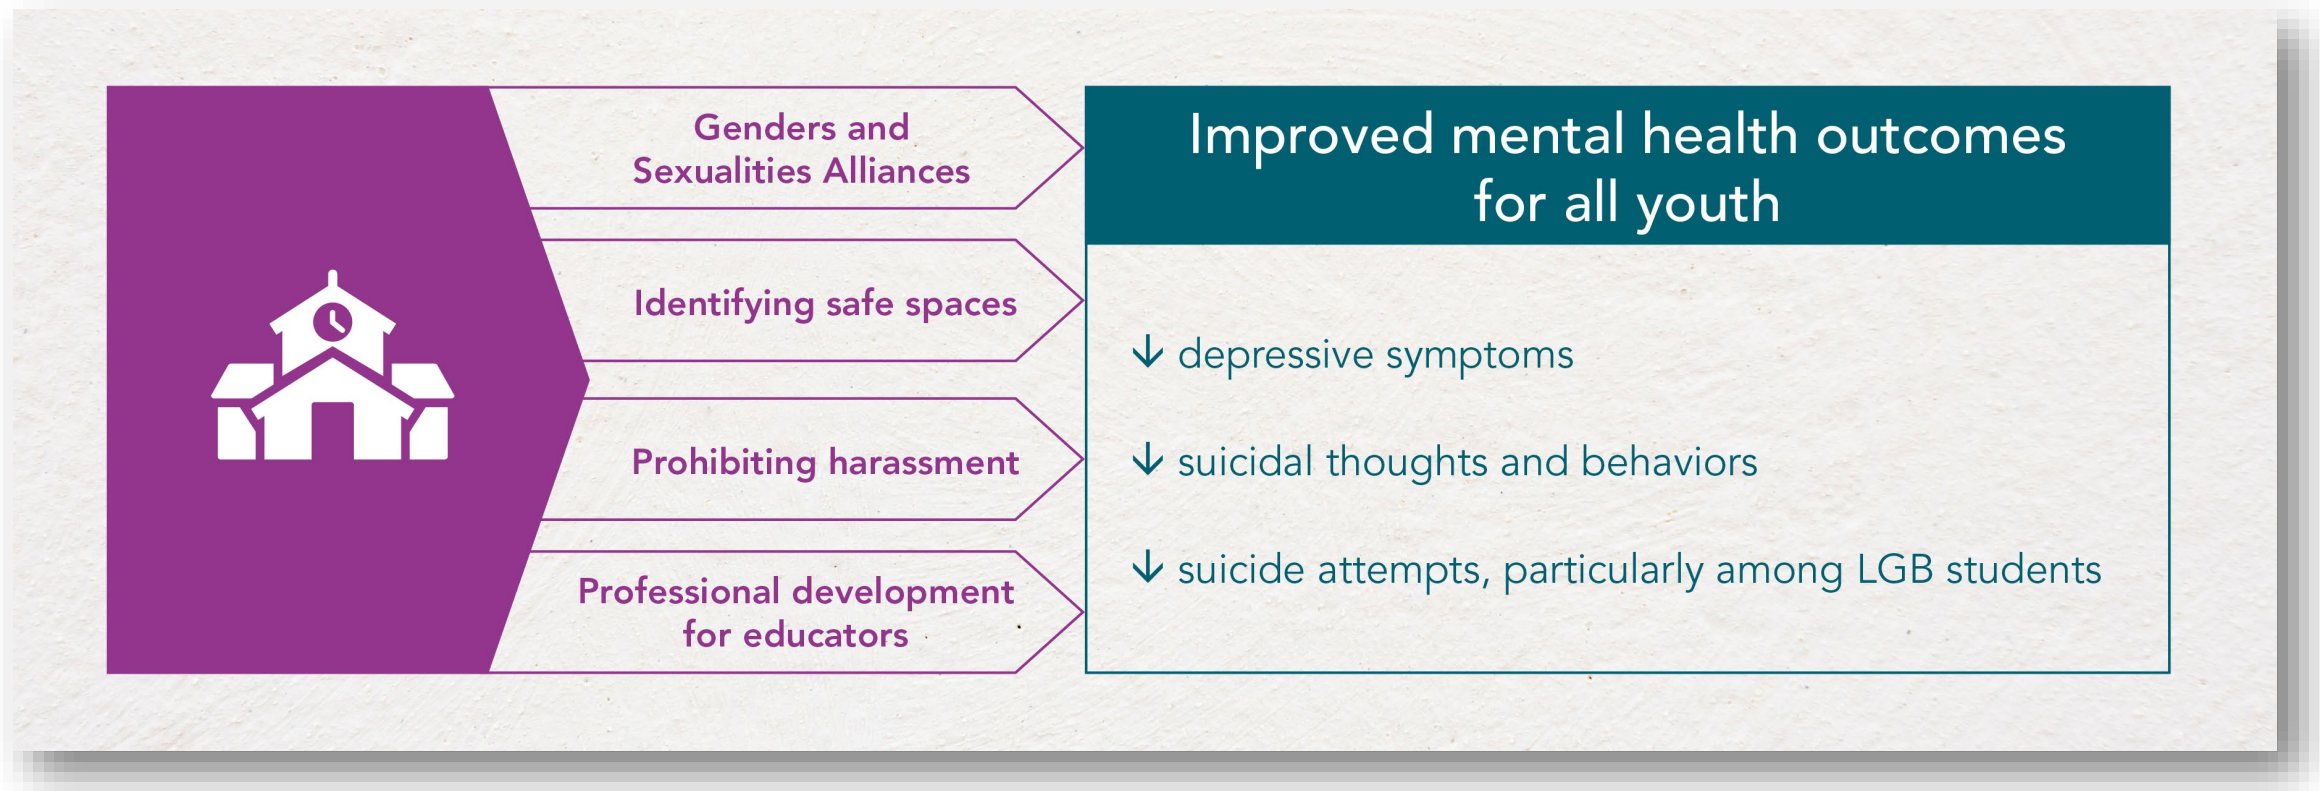 Genders and
Sexualities Alliances
Identifying safe spaces
Prohibiting harassment
Professional development
for educators
Improved mental health outcomes
for all youth
↓ depressive symptoms
↓ suicidal thoughts and behaviors
↓ suicide attempts, particularly among LGB students